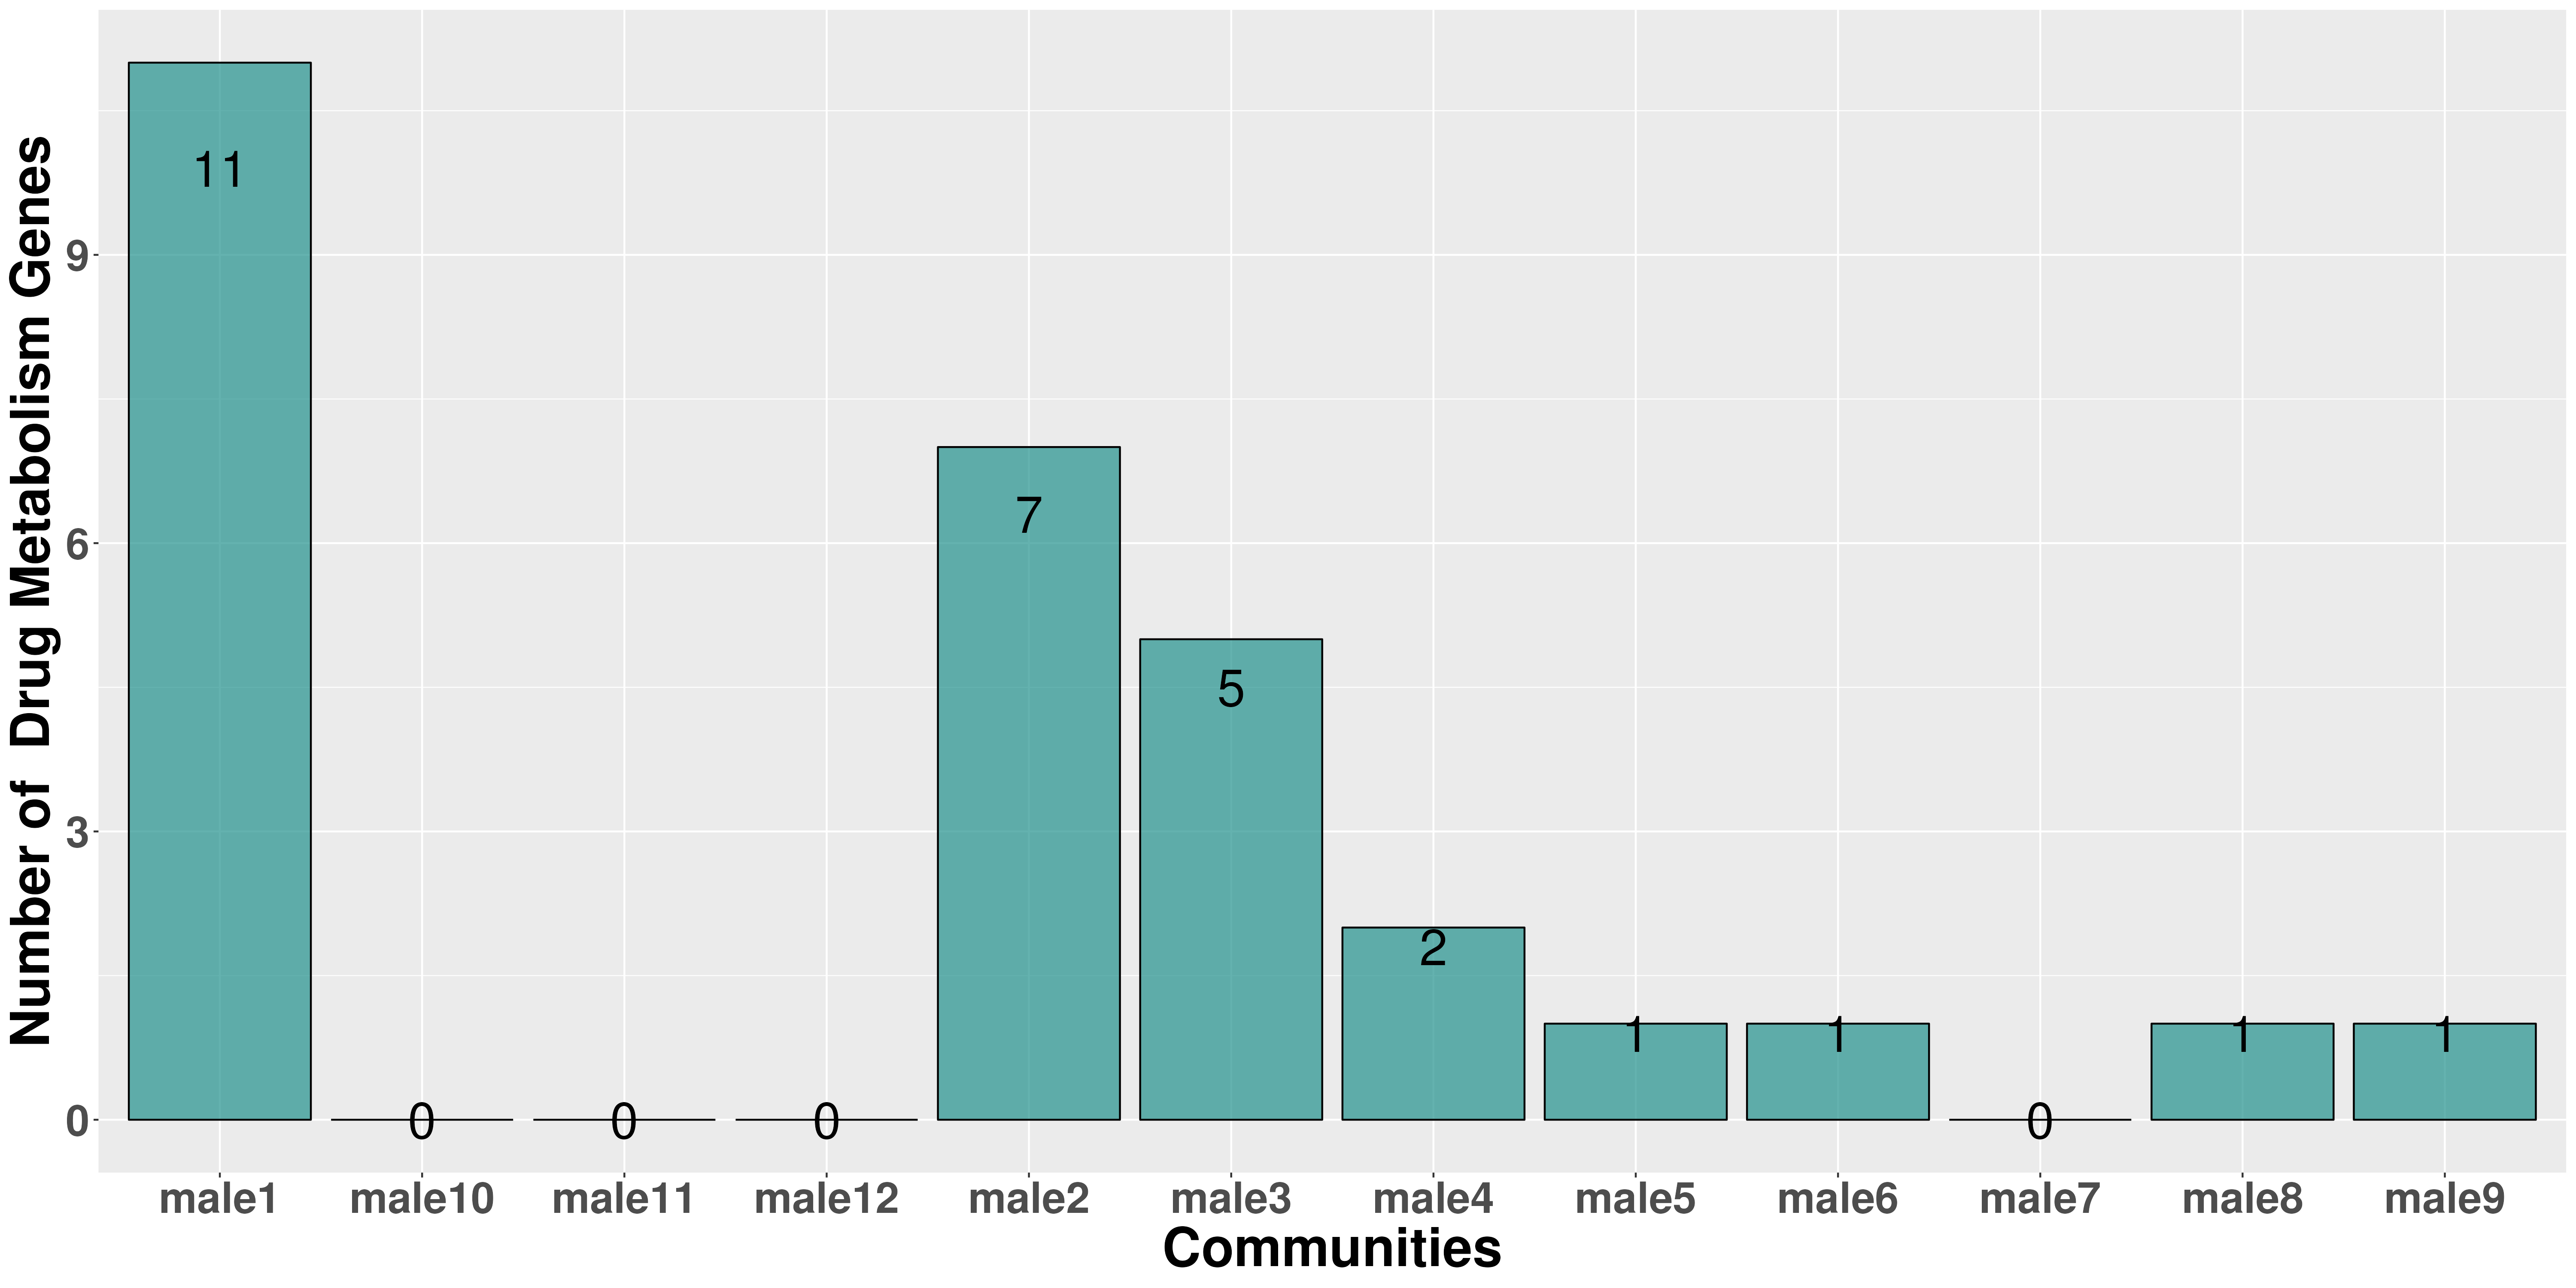 Number of  Drug Metabolism Genes
9
6
3
0
11
0
0
0
7
5
2
1
1
0
1
1
male1
male10
male11
male12
male2
male3
male4
male5
male6
male7
male8
male9
Communities